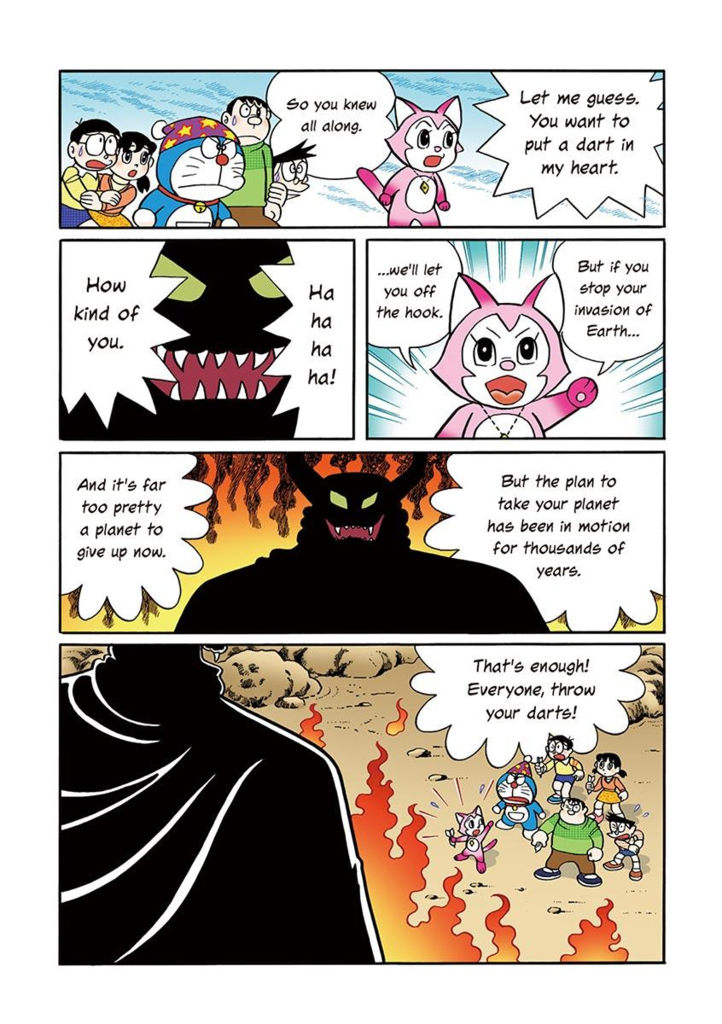 Let me guess.
You want to
put a dart in
my heart.
So you knew
all along.
But if you
stop your
invasion of
Earth...
...we'll let
you off
the hook.
Ha
ha
ha
ha!
How
kind of
you.
But the plan to
take your planet
has been in motion
for thousands of
years.
And it's far
too pretty
a planet to
give up now.
That's enough!
Everyone, throw
your darts!